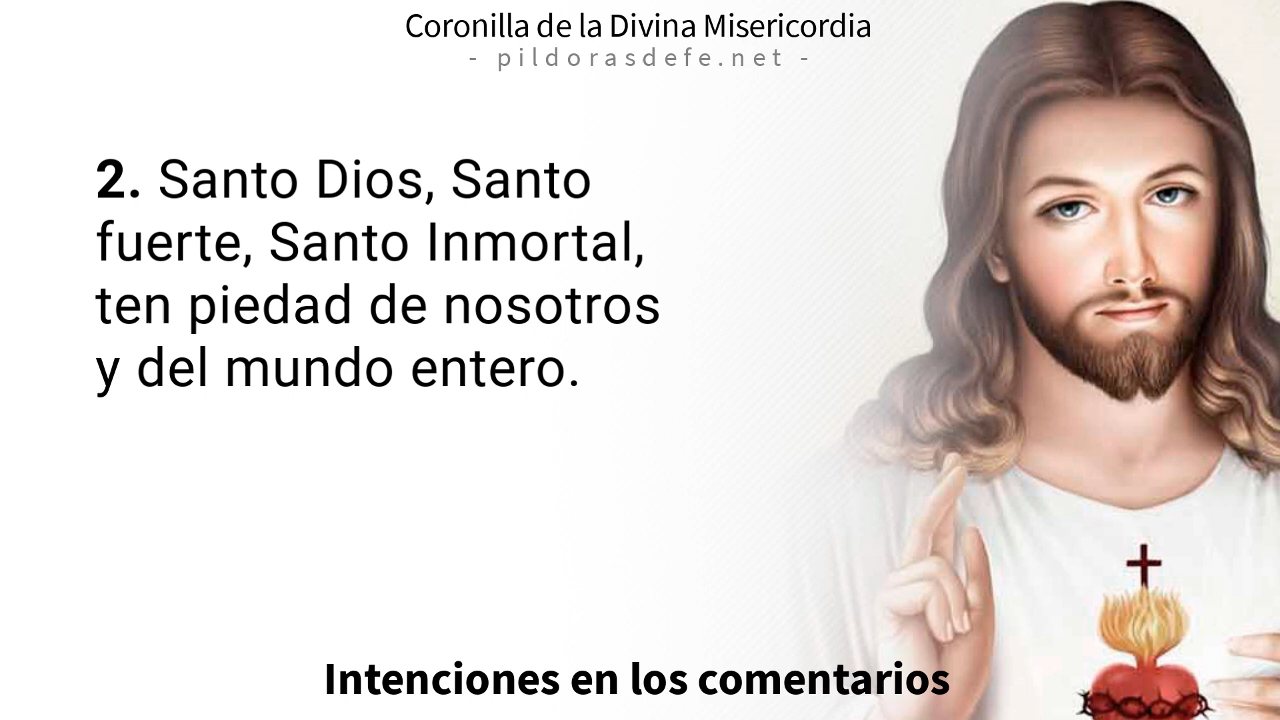 Coronilla de la Divina Misericordia
- pildorasdefe.net -
2. Santo Dios, Santo
fuerte, Santo Inmortal,
ten piedad de nosotros
y del mundo entero.
Intenciones en los comentarios